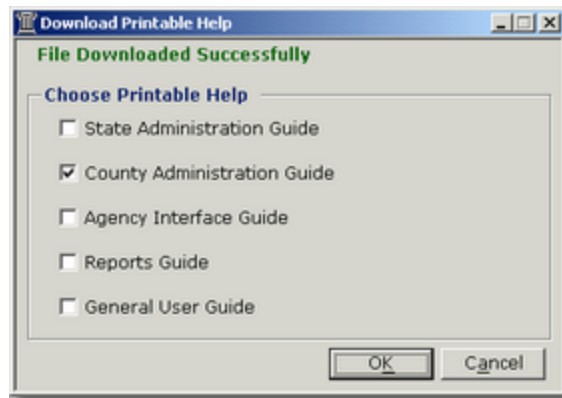 Download Printable Help
File Downloaded Successfully
Choose Printable Help
State Administration Guide
County Administration Guide
Agency Interface Guide
Reports Guide
General User Guide
OK Cancel